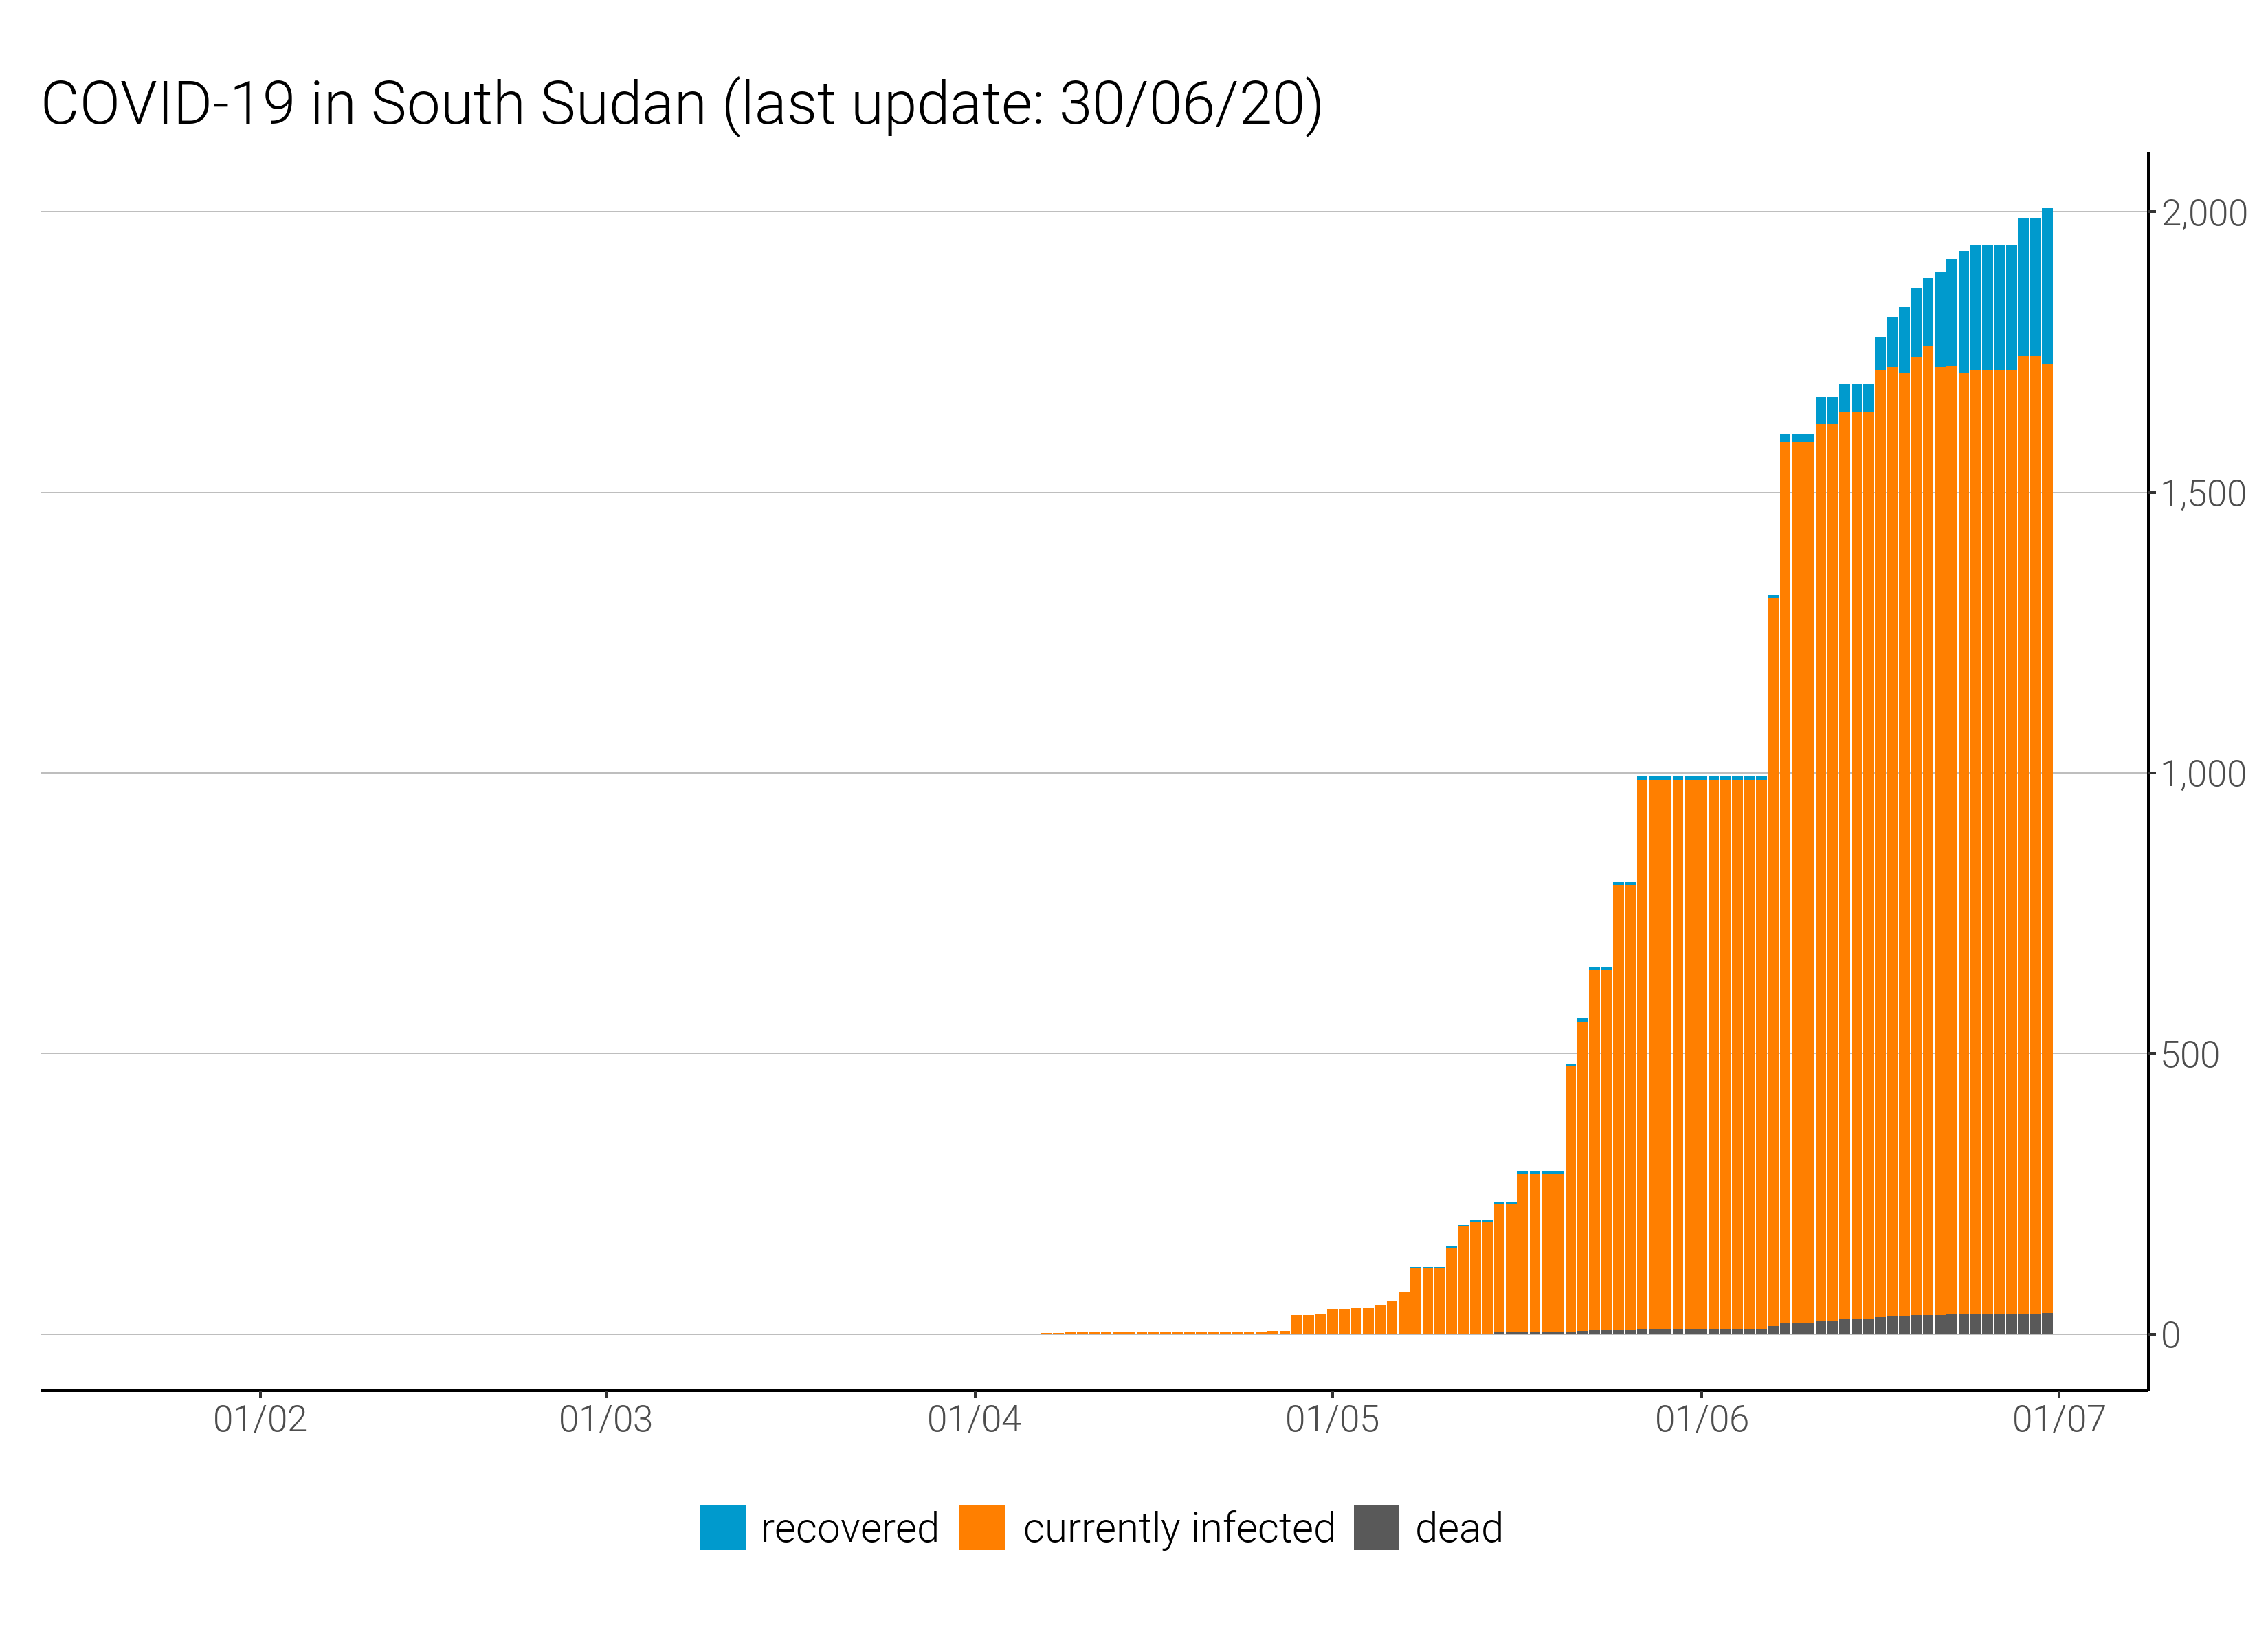 COVID-19 in South Sudan (last update: 30/06/20)
2,000
1,500
1,000
500
0
01/02 01/03 01/04 01/05 01/06 01/07
recovered currently infected dead